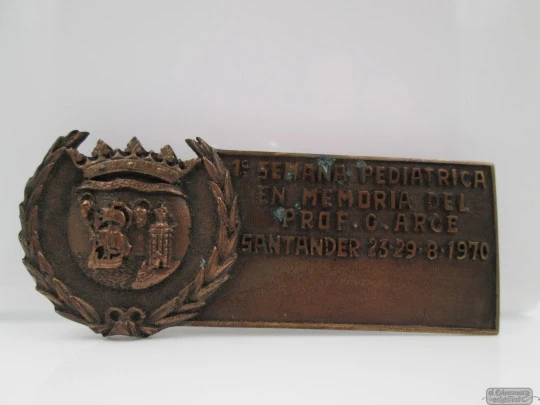 1ª SEMANA PEDIATRICA
EN MEMORIA DEL
PROF. G. ARCE
SANTANDER 23-29-8-1970